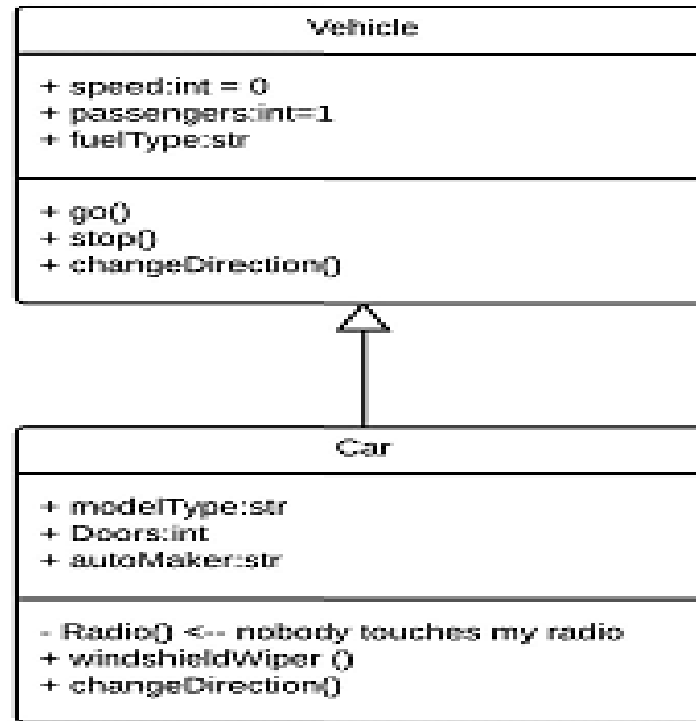 Vehicle
+ speed:int = 0
+ passengers:int=1
+ fuelType:str
+ go()
+ stop()
+ changeDirection()
Car
+ modelType:str
+ Doors:int
+ autoMaker:str
- Radio() <-- nobody touches my radio
+ windshieldWiper ()
+ changeDirection()